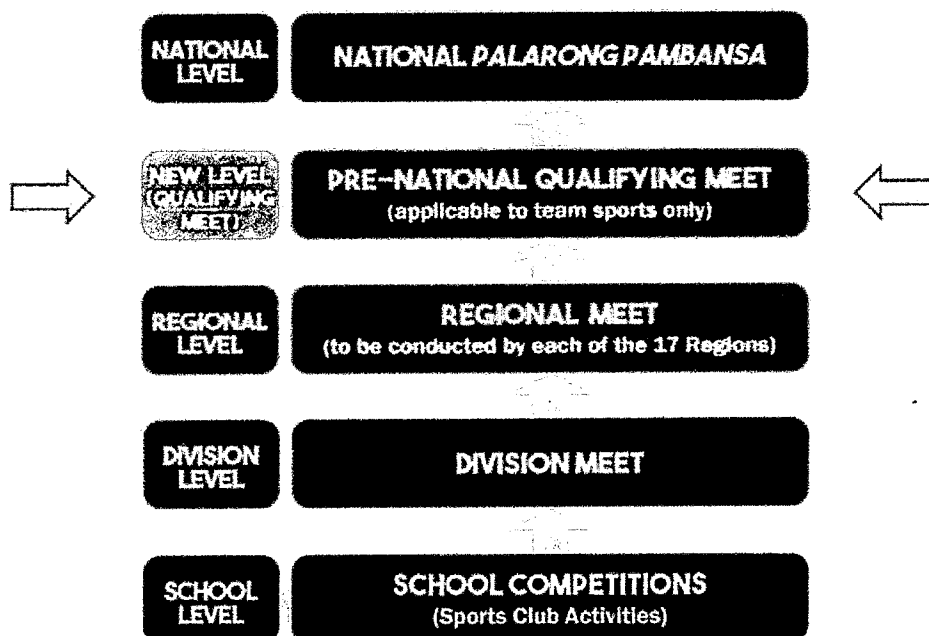 NATIONAL
LEVEL
NATIONAL PALARONG PAMBANSA
NEW LEVEL
(QUALIFYING
MEET)
PRE-NATIONAL QUALIFYING MEET
(applicable to team sports only)
REGIONAL
LEVEL
REGIONAL MEET
(to be conducted by each of the 17 Regions)
DIVISION
LEVEL
DIVISION MEET
SCHOOL
LEVEL
SCHOOL COMPETITIONS
(Sports Club Activities)